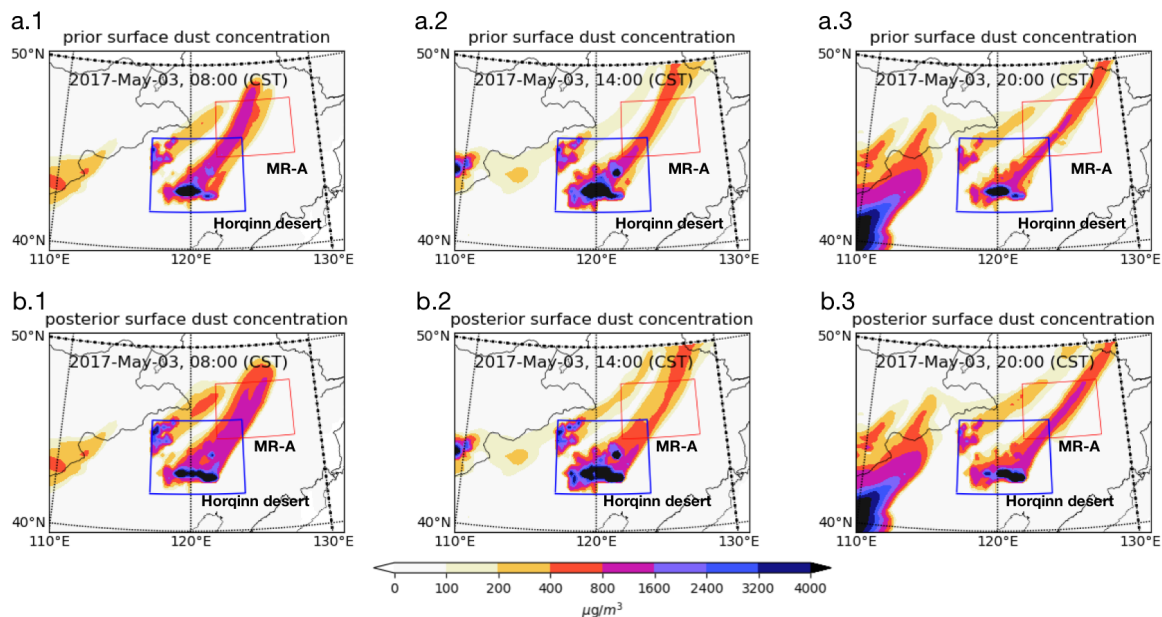 a.1
prior surface dust concentration
50°N
2017-May-03, 08:00 (CST)
MR-A
Horqinn desert
40°N
110°E 120°E 130°E
a.2
prior surface dust concentration
50°N
2017-May-03, 14:00 (CST)
MR-A
Horqinn desert
40°N
110°E 120°E 130°E
a.3
prior surface dust concentration
50°N
2017-May-03, 20:00 (CST)
MR-A
Horqinn desert
40°N
110°E 120°E 130°E
b.1
posterior surface dust concentration
50°N
2017-May-03, 08:00 (CST)
MR-A
Horqinn desert
40°N
110°E 120°E 130°E
b.2
posterior surface dust concentration
50°N
2017-May-03, 14:00 (CST)
MR-A
Horqinn desert
40°N
110°E 120°E 130°E
b.3
posterior surface dust concentration
50°N
2017-May-03, 20:00 (CST)
MR-A
Horqinn desert
40°N
110°E 120°E 130°E
0 100 200 400 800 1600 2400 3200 4000
μg/m³